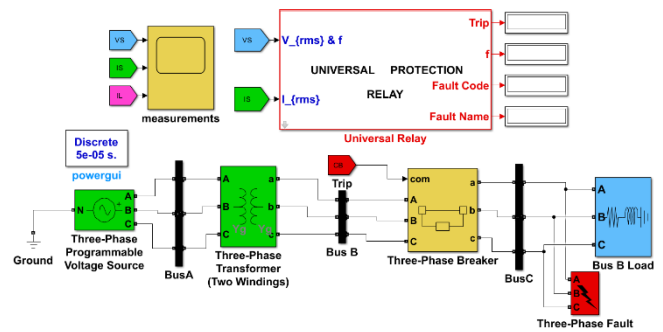 VS
IS
IL
measurements
VS
IS
V_{rms} & f
I_{rms}
UNIVERSAL PROTECTION
RELAY
Trip
f
Fault Code
Fault Name
Universal Relay
Discrete
5e-05 s.
powergui
N
A
B
C
Ground
Three-Phase
Programmable
Voltage Source
BusA
A
B
C
a
b
c
Three-Phase
Transformer
(Two Windings)
Trip
Bus B
com
A
B
C
a
b
c
Three-Phase Breaker
BusC
A
B
C
Bus B Load
A
B
C
Three-Phase Fault